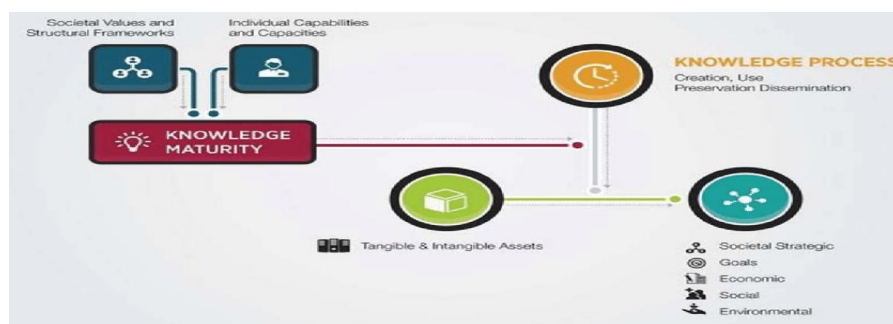 Societal Values and
Structural Frameworks
Individual Capabilities
and Capacities
KNOWLEDGE
MATURITY
KNOWLEDGE PROCESS
Creation, Use
Preservation Dissemination
Tangible & Intangible Assets
Societal Strategic
Goals
Economic
Social
Environmental